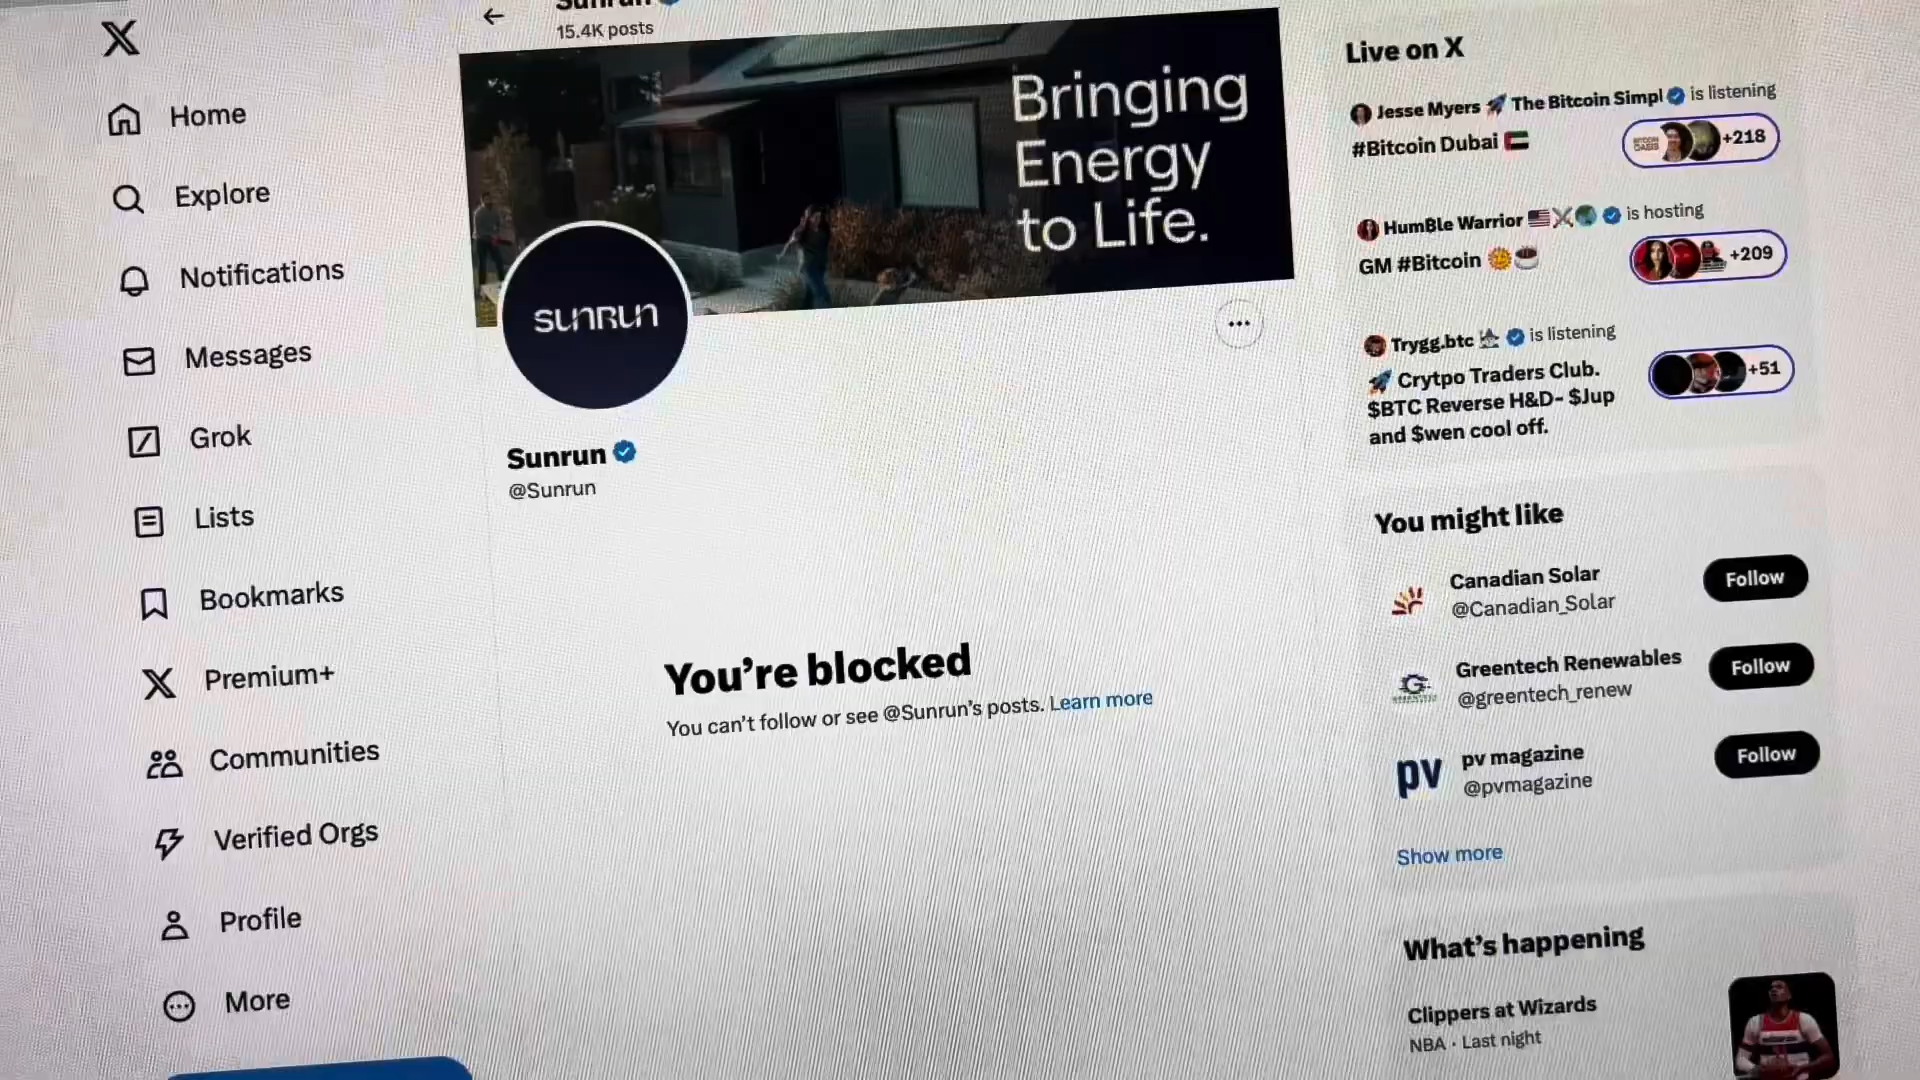 Home
Explore
Notifications
Messages
Grok
Lists
Bookmarks
Premium+
Communities
Verified Orgs
Profile
More
Sunrun
15.4K posts
Bringing
Energy
to Life.
SUNRUN
Sunrun
@Sunrun
You're blocked
You can't follow or see @Sunrun's posts. Learn more
Live on X
Jesse Myers 🚀 The Bitcoin Simpl is listening
#Bitcoin Dubai 🇦🇪
+218
HumBle Warrior 🇺🇸⚔️🌎 is hosting
GM #Bitcoin 🌞☕
+209
Trygg.btc is listening
🚀 Crytpo Traders Club.
$BTC Reverse H&D- $Jup
and $wen cool off.
+51
You might like
Canadian Solar
@Canadian_Solar
Follow
Greentech Renewables
@greentech_renew
Follow
pv
pv magazine
@pvmagazine
Follow
Show more
What's happening
Clippers at Wizards
NBA · Last night